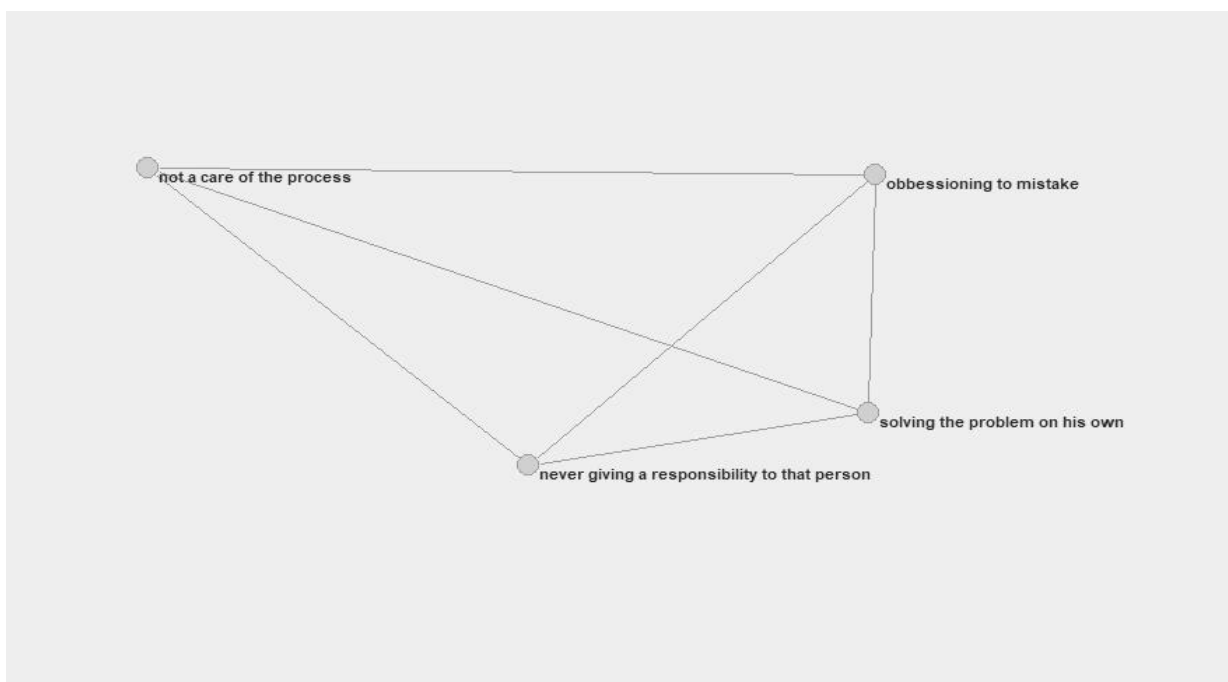 not a care of the process
obbessioning to mistake
solving the problem on his own
never giving a responsibility to that person